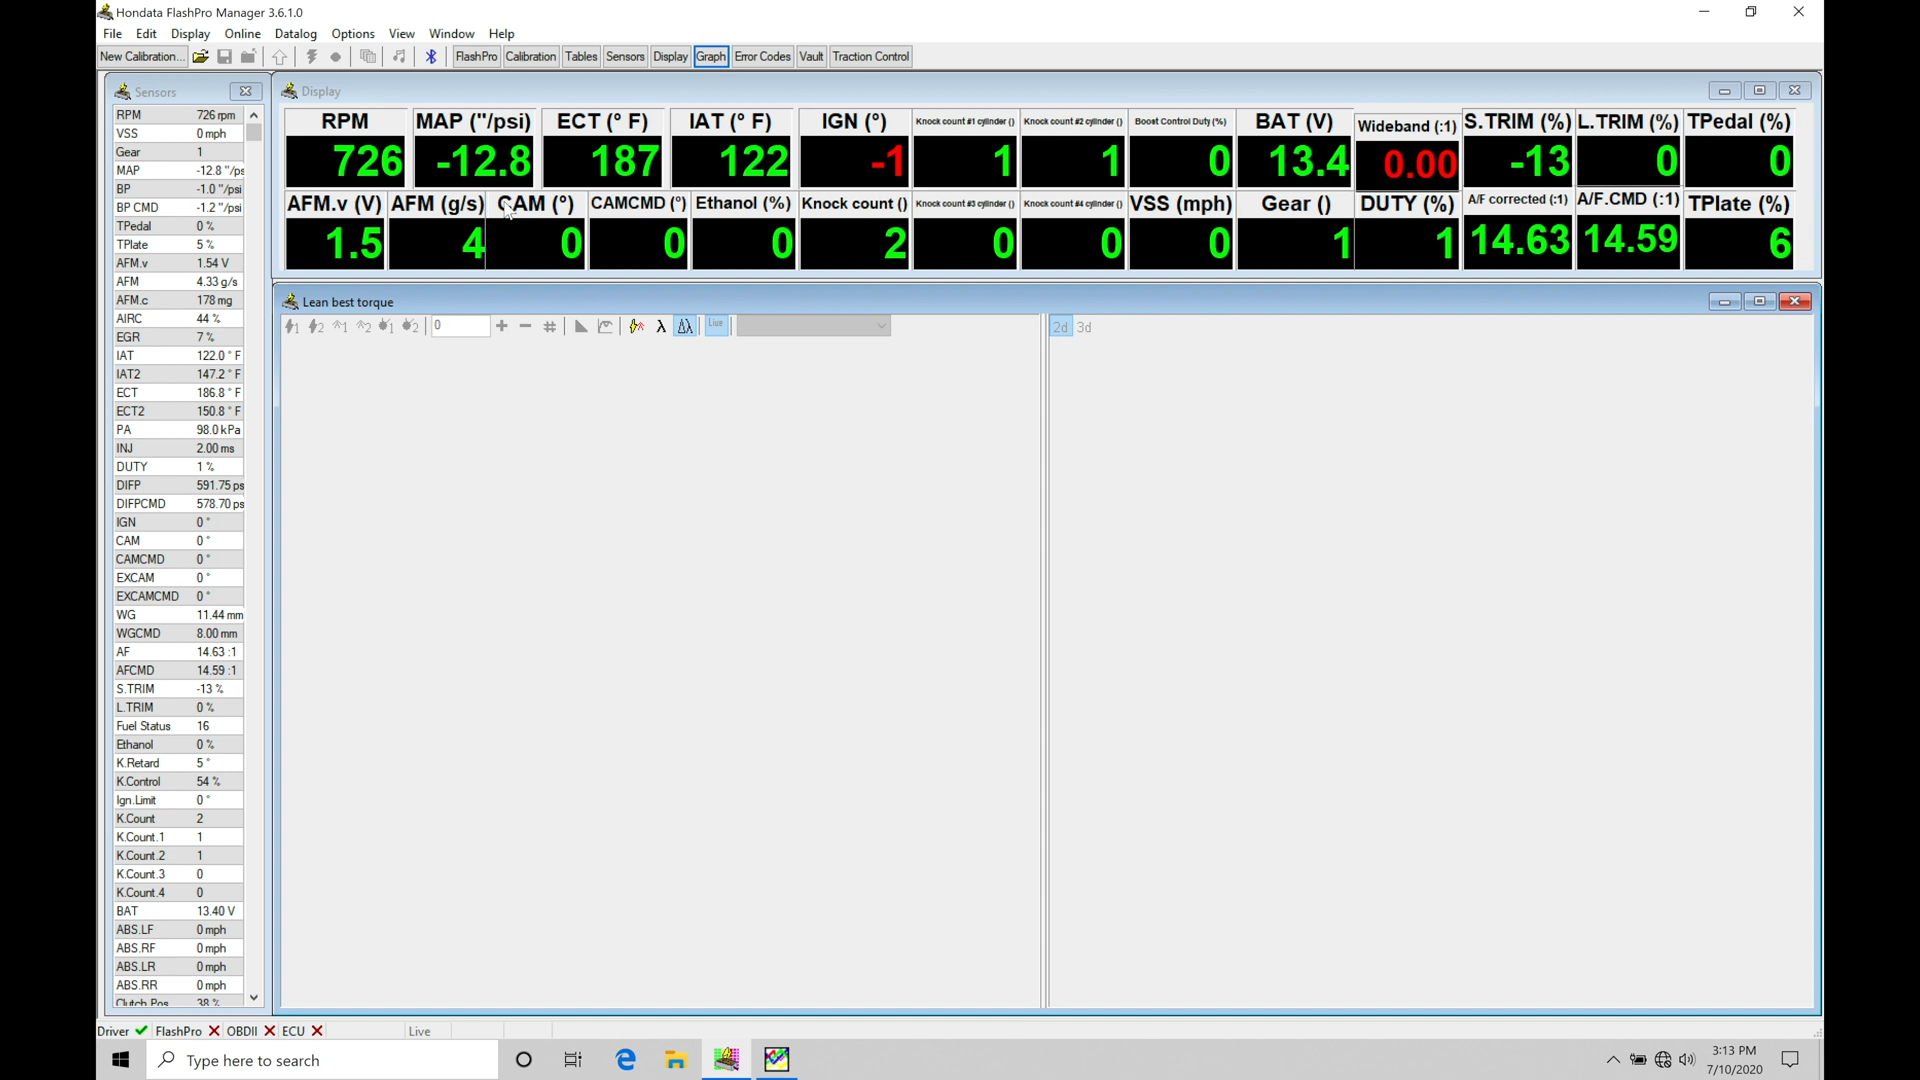 Hondata FlashPro Manager 3.6.1.0
File Edit Display Online Datalog Options View Window Help
New Calibration... FlashPro Calibration Tables Sensors Display Graph Error Codes Vault Traction Control
Sensors
RPM 726 rpm
VSS 0 mph
Gear 1
MAP -12.8 "/ps
BP -1.0 "/psi
BP CMD -1.2 "/psi
TPedal 0 %
TPlate 5 %
AFM.v 1.54 V
AFM 4.33 g/s
AFM.c 178 mg
AIRC 44 %
EGR 7 %
IAT 122.0 ° F
IAT2 147.2 ° F
ECT 186.8 ° F
ECT2 150.8 ° F
PA 98.0 kPa
INJ 2.00 ms
DUTY 1 %
DIFP 591.75 ps
DIFPCMD 578.70 ps
IGN 0 °
CAM 0 °
CAMCMD 0 °
EXCAM 0 °
EXCAMCMD 0 °
WG 11.44 mm
WGCMD 8.00 mm
AF 14.63 :1
AFCMD 14.59 :1
S.TRIM -13 %
L.TRIM 0 %
Fuel Status 16
Ethanol 0 %
K.Retard 5 °
K.Control 54 %
Ign.Limit 0 °
K.Count 2
K.Count.1 1
K.Count.2 1
K.Count.3 0
K.Count.4 0
BAT 13.40 V
ABS.LF 0 mph
ABS.RF 0 mph
ABS.LR 0 mph
ABS.RR 0 mph
Clutch Pos 38 %
Display
RPM MAP ("/psi) ECT (° F) IAT (° F) IGN (°) Knock count #1 cylinder () Knock count #2 cylinder () Boost Control Duty (%) BAT (V) Wideband (:1) S.TRIM (%) L.TRIM (%) TPedal (%)
726 -12.8 187 122 -1 1 1 0 13.4 0.00 -13 0 0
AFM.v (V) AFM (g/s) CAM (°) CAMCMD (°) Ethanol (%) Knock count () Knock count #3 cylinder () Knock count #4 cylinder () VSS (mph) Gear () DUTY (%) A/F corrected (:1) A/F.CMD (:1) TPlate (%)
1.5 4 0 0 0 2 0 0 0 1 1 14.63 14.59 6
Lean best torque
1 2 1 2 1 2 0 λ Δλ Live 2d 3d
Driver FlashPro OBDII ECU Live
Type here to search
3:13 PM
7/10/2020